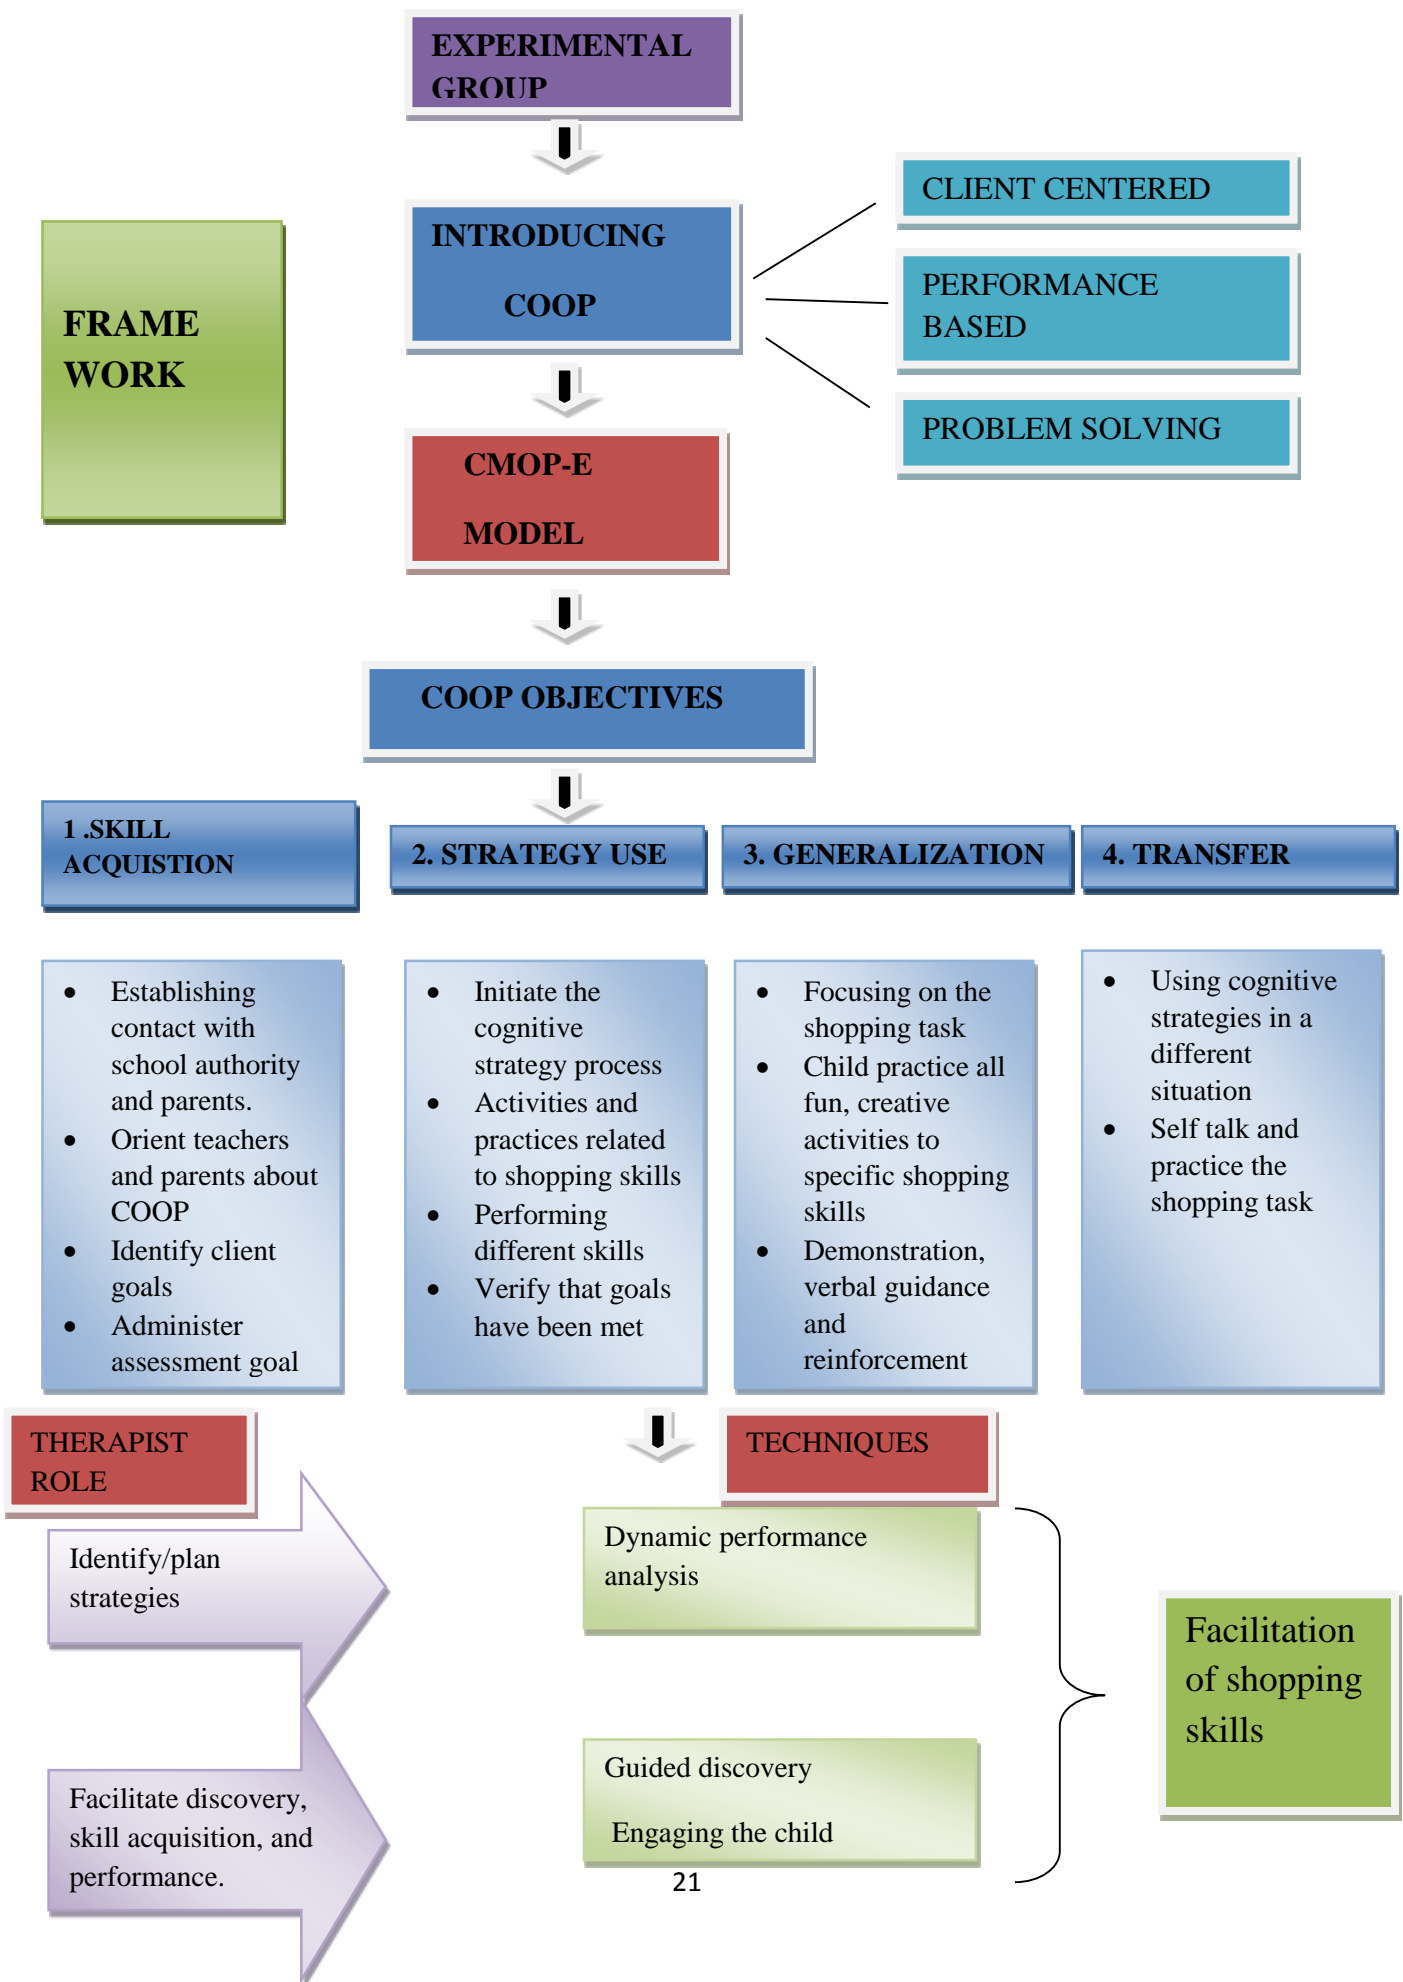 EXPERIMENTAL
GROUP
CLIENT CENTERED
INTRODUCING
COOP
PERFORMANCE
BASED
FRAME
WORK
PROBLEM SOLVING
CMOP-E
MODEL
COOP OBJECTIVES
1 .SKILL
ACQUISTION
2. STRATEGY USE
3. GENERALIZATION
4. TRANSFER
• Establishing
contact with
school authority
and parents.
• Orient teachers
and parents about
COOP
• Identify client
goals
• Administer
assessment goal
• Initiate the
cognitive
strategy process
• Activities and
practices related
to shopping skills
• Performing
different skills
• Verify that goals
have been met
• Focusing on the
shopping task
• Child practice all
fun, creative
activities to
specific shopping
skills
• Demonstration,
verbal guidance
and
reinforcement
• Using cognitive
strategies in a
different
situation
• Self talk and
practice the
shopping task
THERAPIST
ROLE
TECHNIQUES
Identify/plan
strategies
Dynamic performance
analysis
Facilitation
of shopping
skills
Facilitate discovery,
skill acquisition, and
performance.
Guided discovery
Engaging the child
21